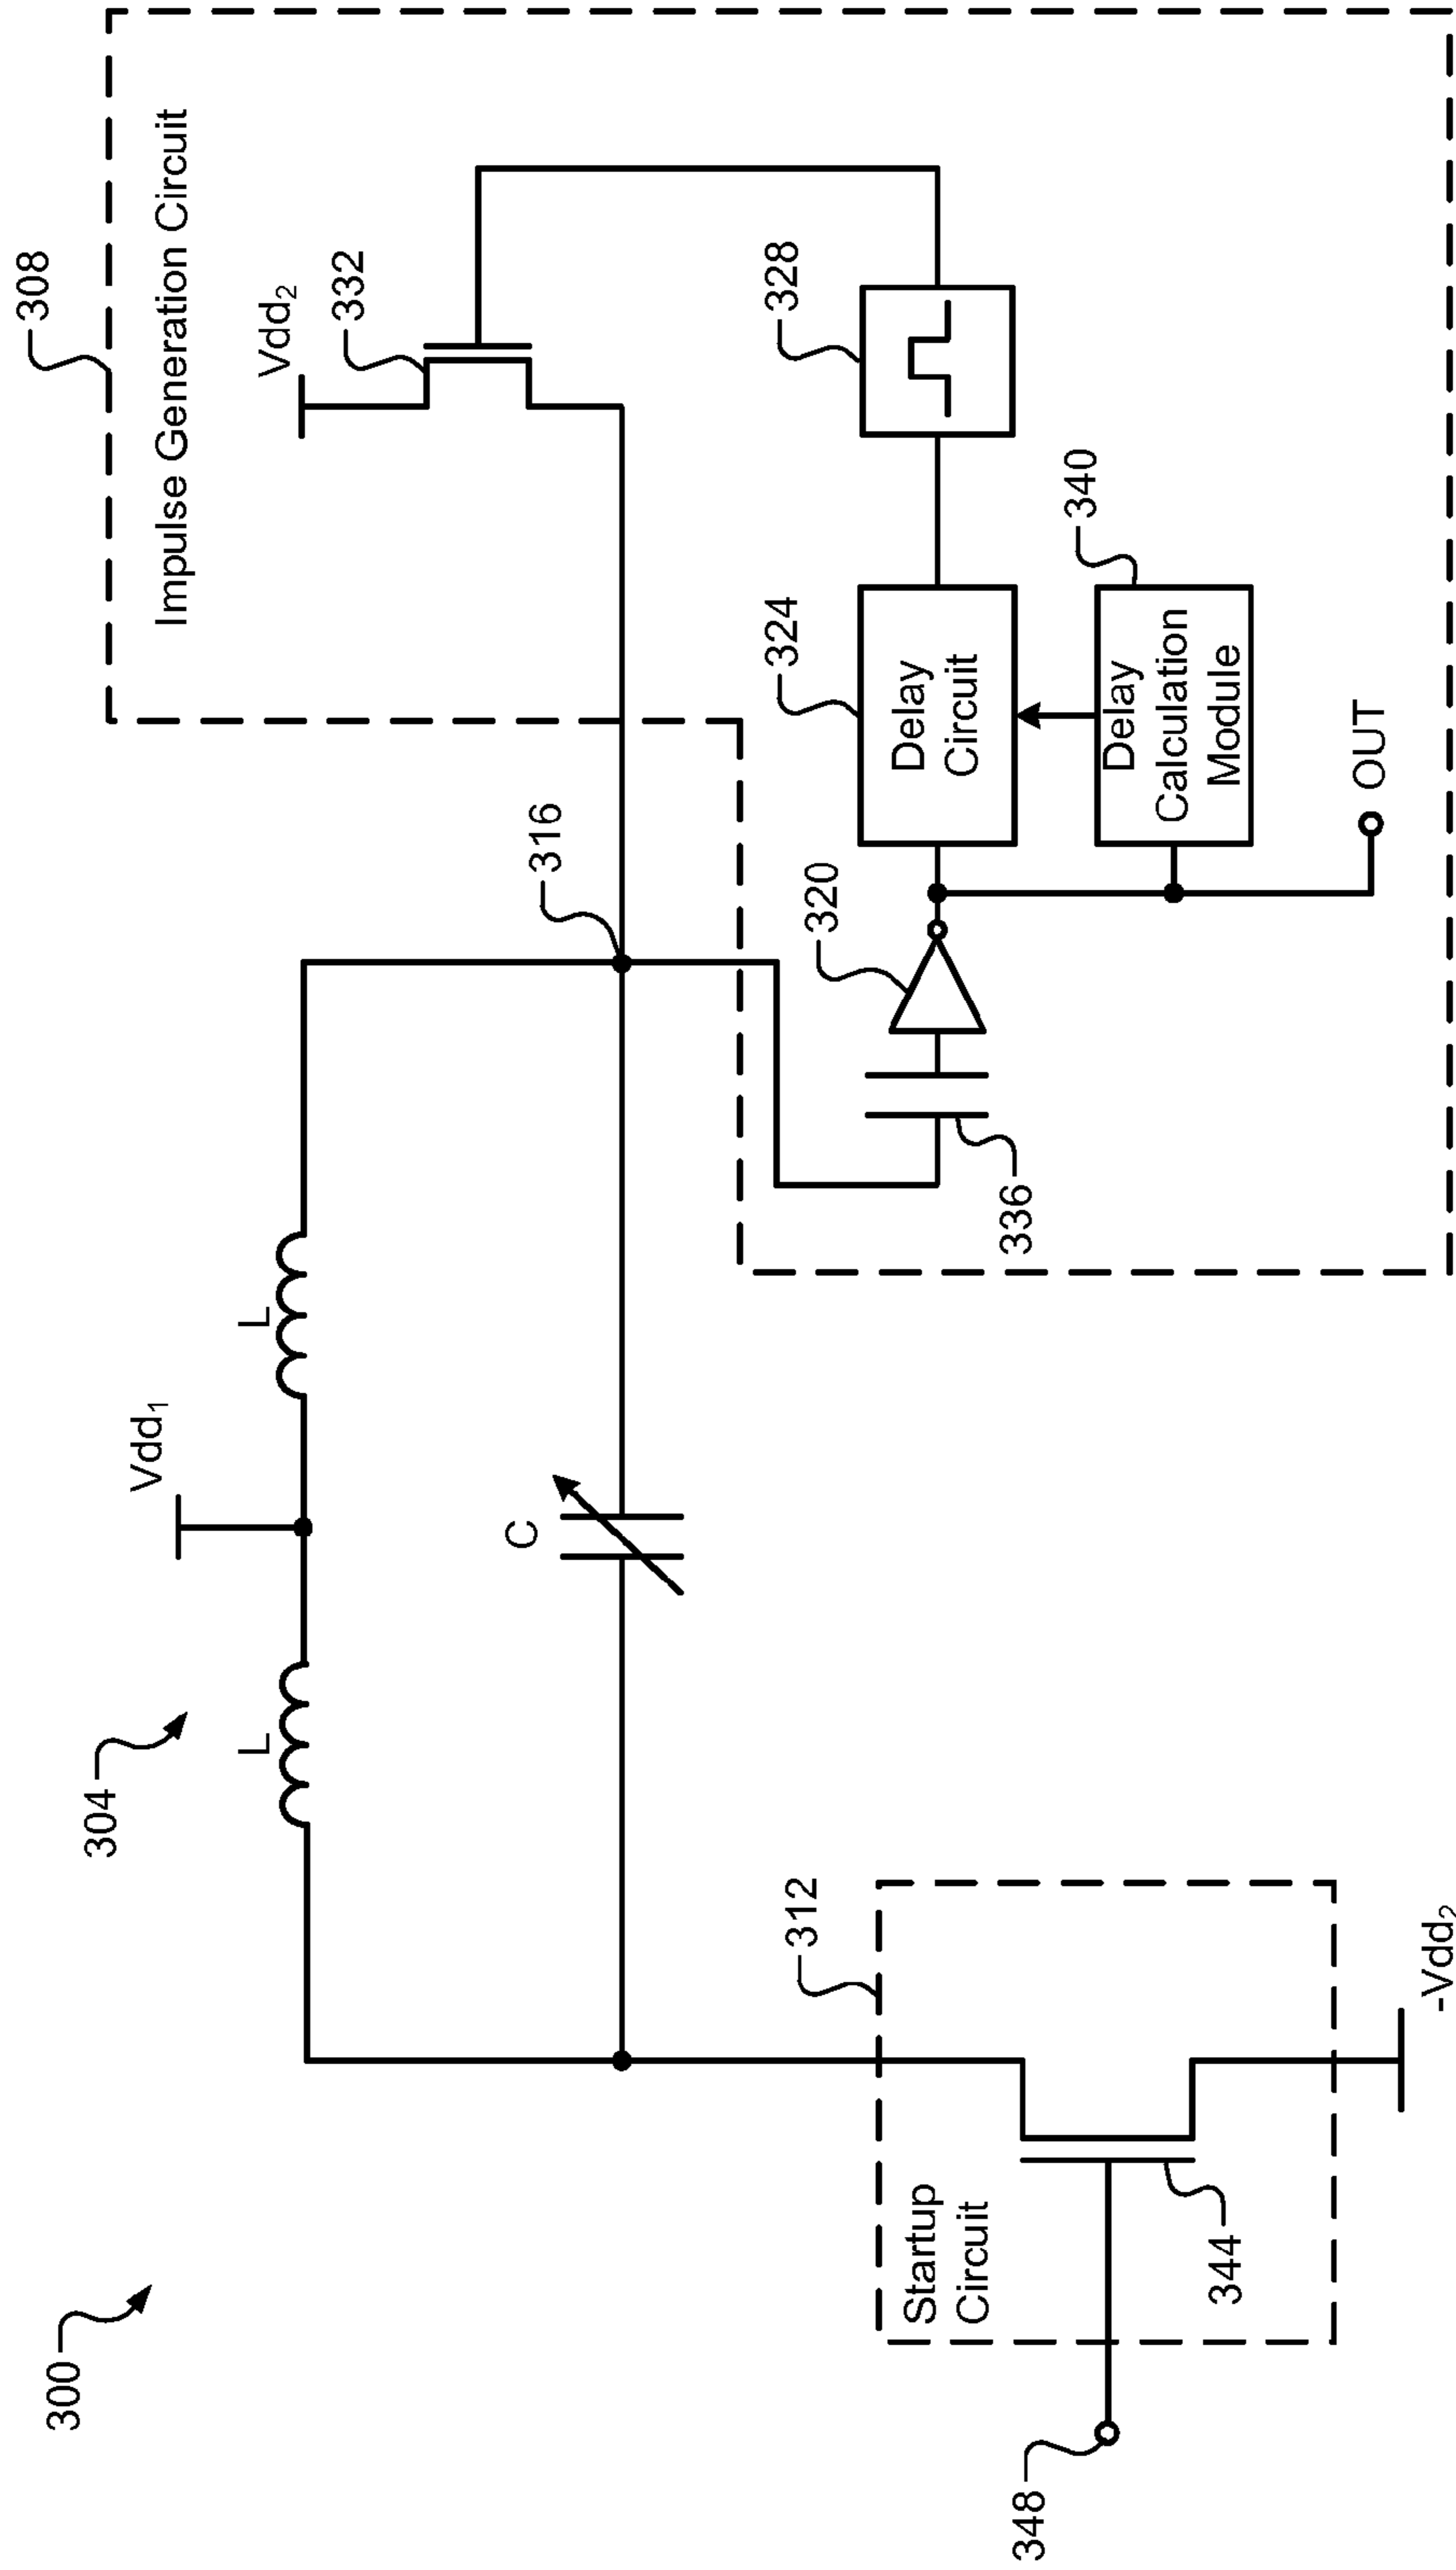 300
304
308
Impulse Generation Circuit
Vdd₁
Vdd₂
L
L
332
C
316
312
Startup
Circuit
320
324
328
Delay
Circuit
336
340
Delay
Calculation
Module
348
344
-Vdd₂
OUT